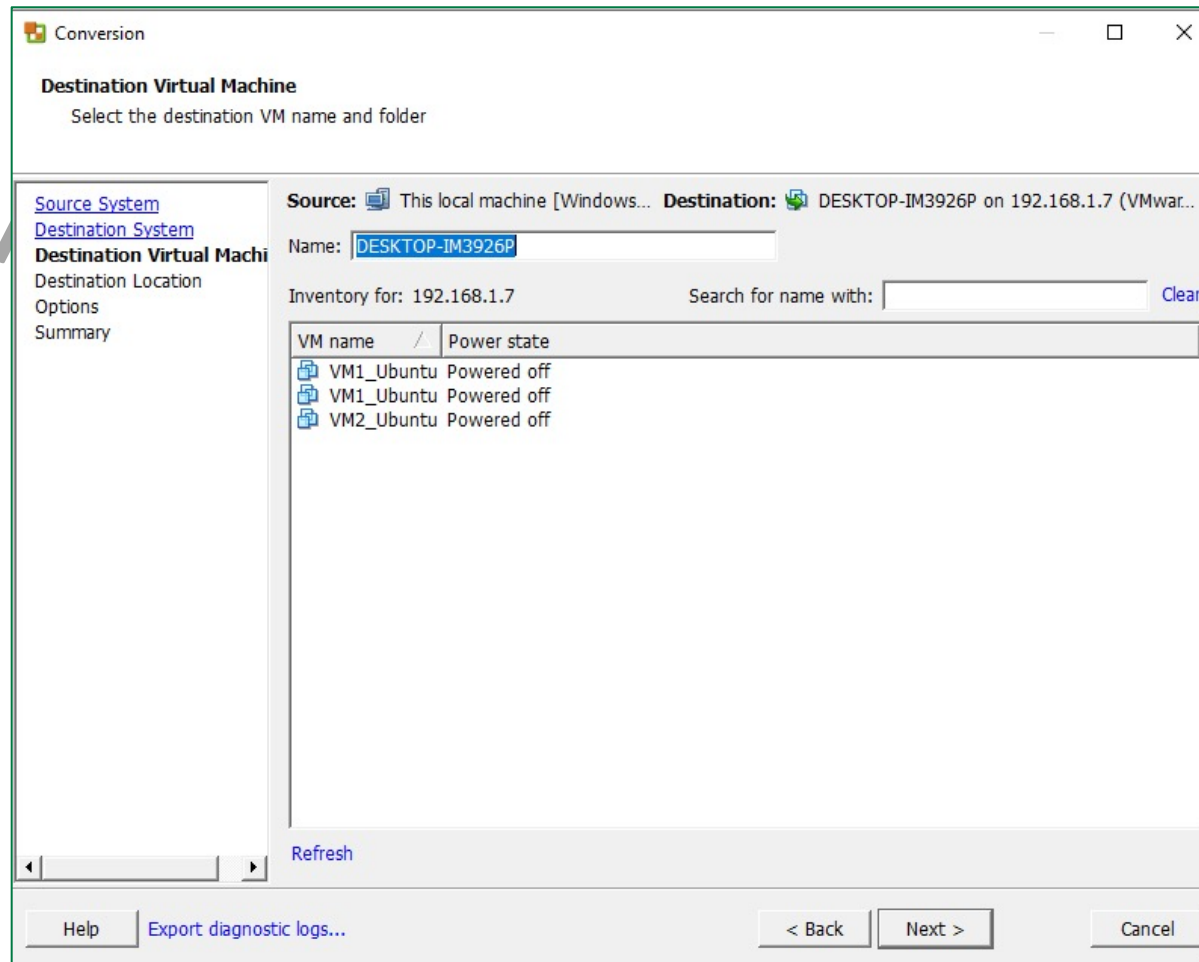 Conversion
Destination Virtual Machine
Select the destination VM name and folder
Source System
Destination System
Destination Virtual Machi
Destination Location
Options
Summary
Source: This local machine [Windows... Destination: DESKTOP-IM3926P on 192.168.1.7 (VMwar...
Name: DESKTOP-IM3926P
Inventory for: 192.168.1.7 Search for name with: Clear
VM name Power state
VM1_Ubuntu Powered off
VM1_Ubuntu Powered off
VM2_Ubuntu Powered off
Refresh
Help Export diagnostic logs... < Back Next > Cancel